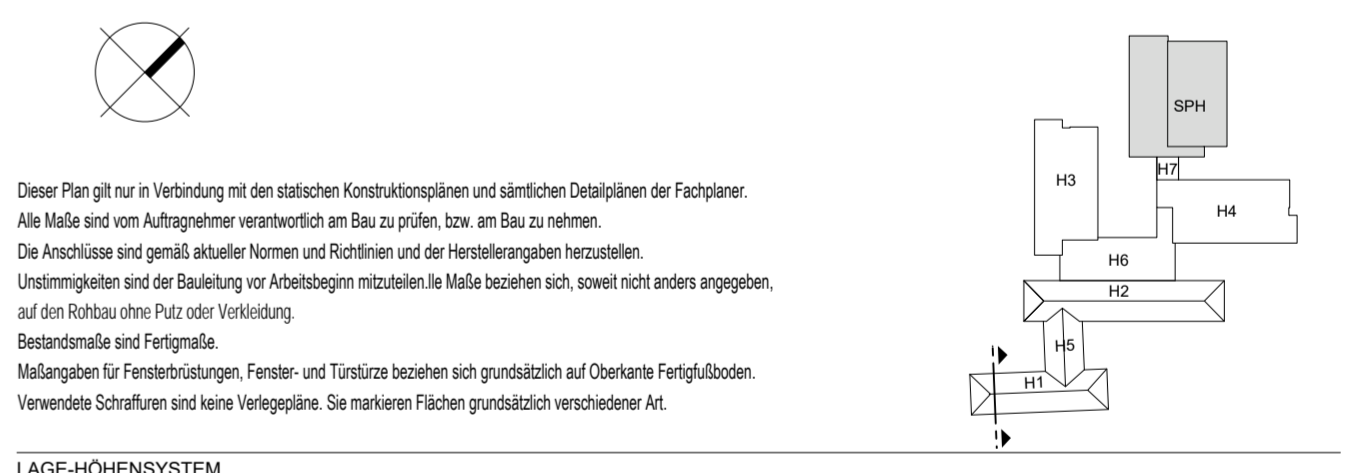 SPH
H7
H3
H4
H6
H2
H5
H1
Dieser Plan gilt nur in Verbindung mit den statischen Konstruktionsplänen und sämtlichen Detailplänen der Fachplaner.
Alle Maße sind vom Auftragnehmer verantwortlich am Bau zu prüfen, bzw. am Bau zu nehmen.
Die Anschlüsse sind gemäß aktueller Normen und Richtlinien und der Herstellerangaben herzustellen.
Unstimmigkeiten sind der Bauleitung vor Arbeitsbeginn mitzuteilen.lle Maße beziehen sich, soweit nicht anders angegeben,
auf den Rohbau ohne Putz oder Verkleidung.
Bestandsmaße sind Fertigmaße.
Maßangaben für Fensterbrüstungen, Fenster- und Türstürze beziehen sich grundsätzlich auf Oberkante Fertigfußboden.
Verwendete Schraffuren sind keine Verlegepläne. Sie markieren Flächen grundsätzlich verschiedener Art.
LAGE-HÖHENSYSTEM